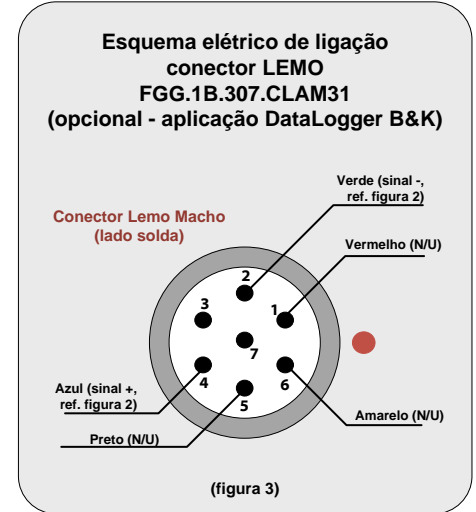 Esquema elétrico de ligação
conector LEMO
FGG.1B.307.CLAM31
(opcional - aplicação DataLogger B&K)
Verde (sinal -,
ref. figura 2)
Conector Lemo Macho
(lado solda)
Vermelho (N/U)
2
3
1
7
4
6
5
Azul (sinal +,
ref. figura 2)
Amarelo (N/U)
Preto (N/U)
(figura 3)